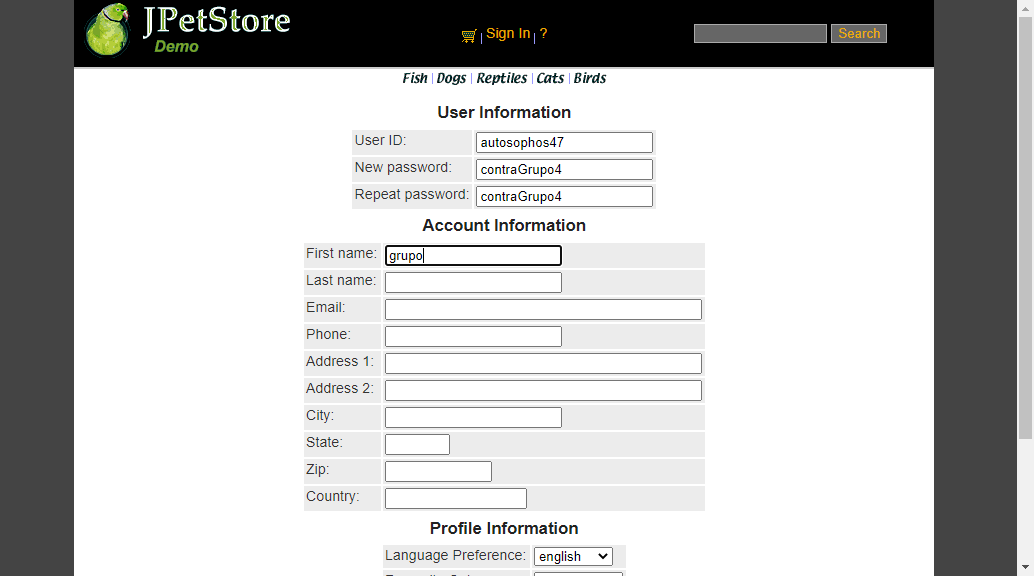 JPetStore
Demo
Sign In ?
Search
Fish | Dogs | Reptiles | Cats | Birds
User Information
User ID: autosophos47
New password: contraGrupo4
Repeat password: contraGrupo4
Account Information
First name: grupo
Last name:
Email:
Phone:
Address 1:
Address 2:
City:
State:
Zip:
Country:
Profile Information
Language Preference: english